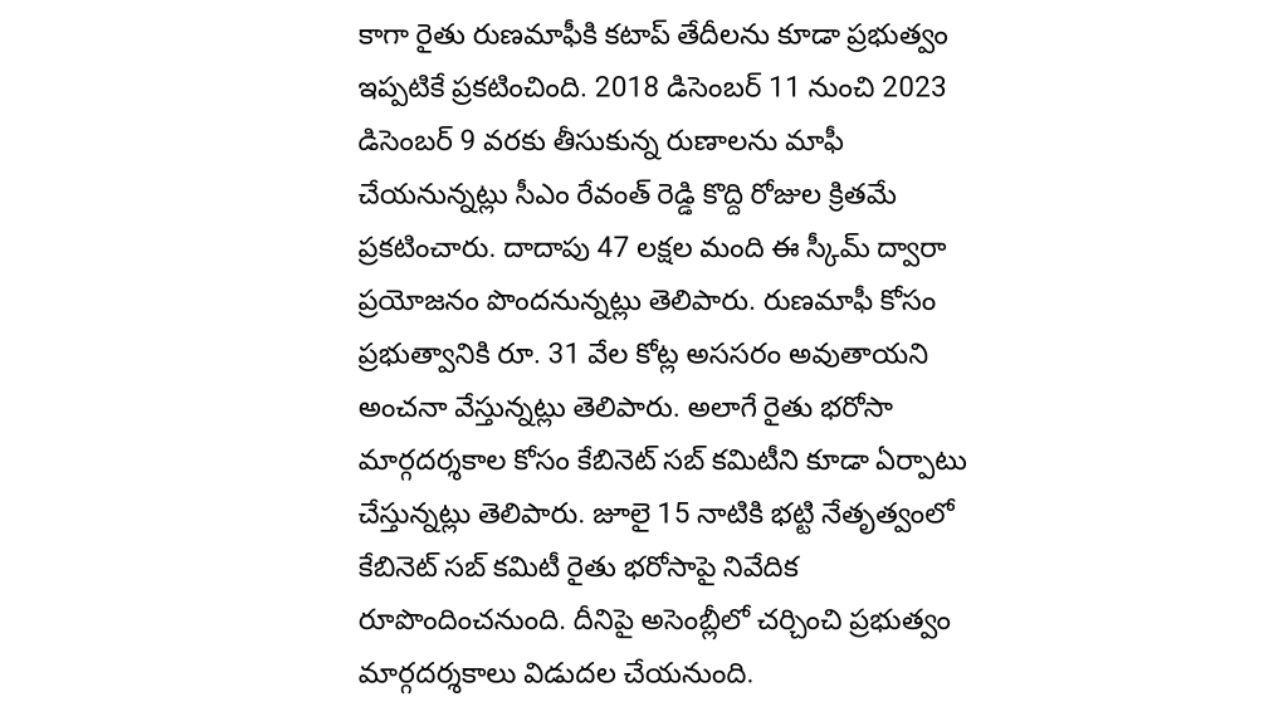 కాగా రైతు రుణమాఫీకి కటాప్ తేదీలను కూడా ప్రభుత్వం
ఇప్పటికే ప్రకటించింది. 2018 డిసెంబర్ 11 నుంచి 2023
డిసెంబర్ 9 వరకు తీసుకున్న రుణాలను మాఫీ
చేయనున్నట్లు సీఎం రేవంత్ రెడ్డి కొద్ది రోజుల క్రితమే
ప్రకటించారు. దాదాపు 47 లక్షల మంది ఈ స్కీమ్ ద్వారా
ప్రయోజనం పొందనున్నట్లు తెలిపారు. రుణమాఫీ కోసం
ప్రభుత్వానికి రూ. 31 వేల కోట్ల అససరం అవుతాయని
అంచనా వేస్తున్నట్లు తెలిపారు. అలాగే రైతు భరోసా
మార్గదర్శకాల కోసం కేబినెట్ సబ్ కమిటీని కూడా ఏర్పాటు
చేస్తున్నట్లు తెలిపారు. జూలై 15 నాటికి భట్టి నేతృత్వంలో
కేబినెట్ సబ్ కమిటీ రైతు భరోసాపై నివేదిక
రూపొందించనుంది. దీనిపై అసెంబ్లీలో చర్చించి ప్రభుత్వం
మార్గదర్శకాలు విడుదల చేయనుంది.